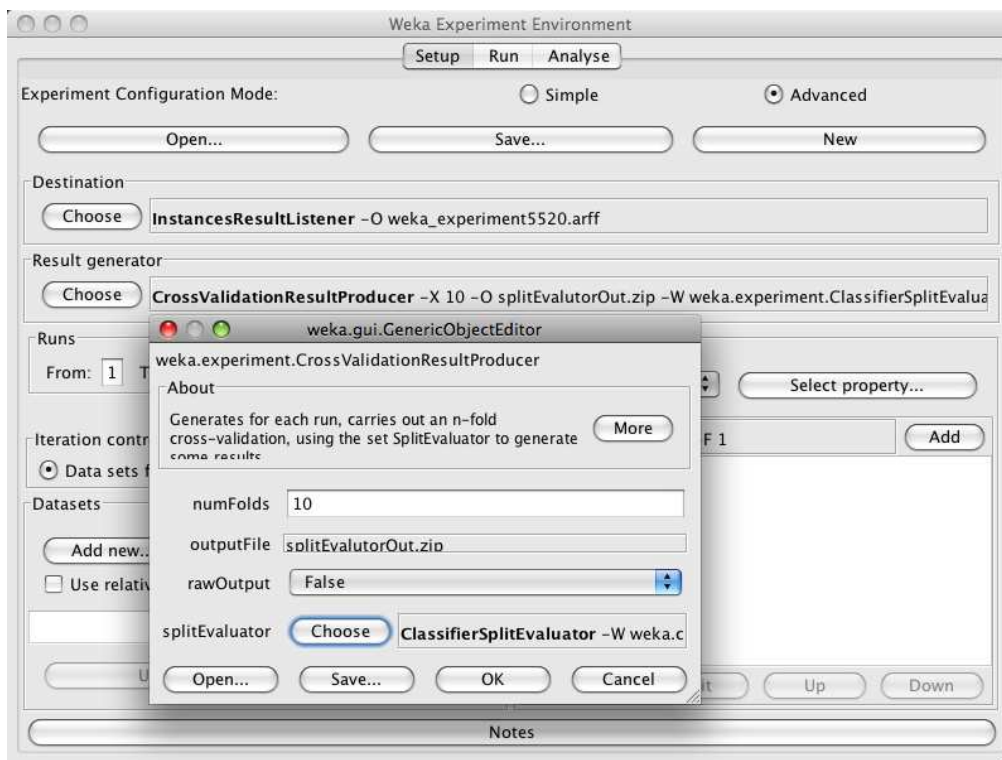 Weka Experiment Environment
Setup Run Analyse
Experiment Configuration Mode: Simple Advanced
Open... Save... New
Destination
Choose InstancesResultListener -O weka_experiment5520.arff
Result generator
Choose CrossValidationResultProducer -X 10 -O splitEvalutorOut.zip -W weka.experiment.ClassifierSplitEvalua
Runs
From: 1 T
Select property...
Iteration contr
Data sets f
F 1 Add
Datasets
Add new..
Use relativ
U
Up Down
Notes
weka.gui.GenericObjectEditor
weka.experiment.CrossValidationResultProducer
About
Generates for each run, carries out an n-fold
cross-validation, using the set SplitEvaluator to generate
some results
More
numFolds 10
outputFile splitEvalutorOut.zip
rawOutput False
splitEvaluator Choose ClassifierSplitEvaluator -W weka.c
Open... Save... OK Cancel